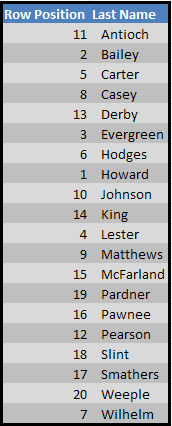 Row Position Last Name
11 Antioch
2 Bailey
5 Carter
8 Casey
13 Derby
3 Evergreen
6 Hodges
1 Howard
10 Johnson
14 King
4 Lester
9 Matthews
15 McFarland
19 Pardner
16 Pawnee
12 Pearson
18 Slint
17 Smathers
20 Weeple
7 Wilhelm